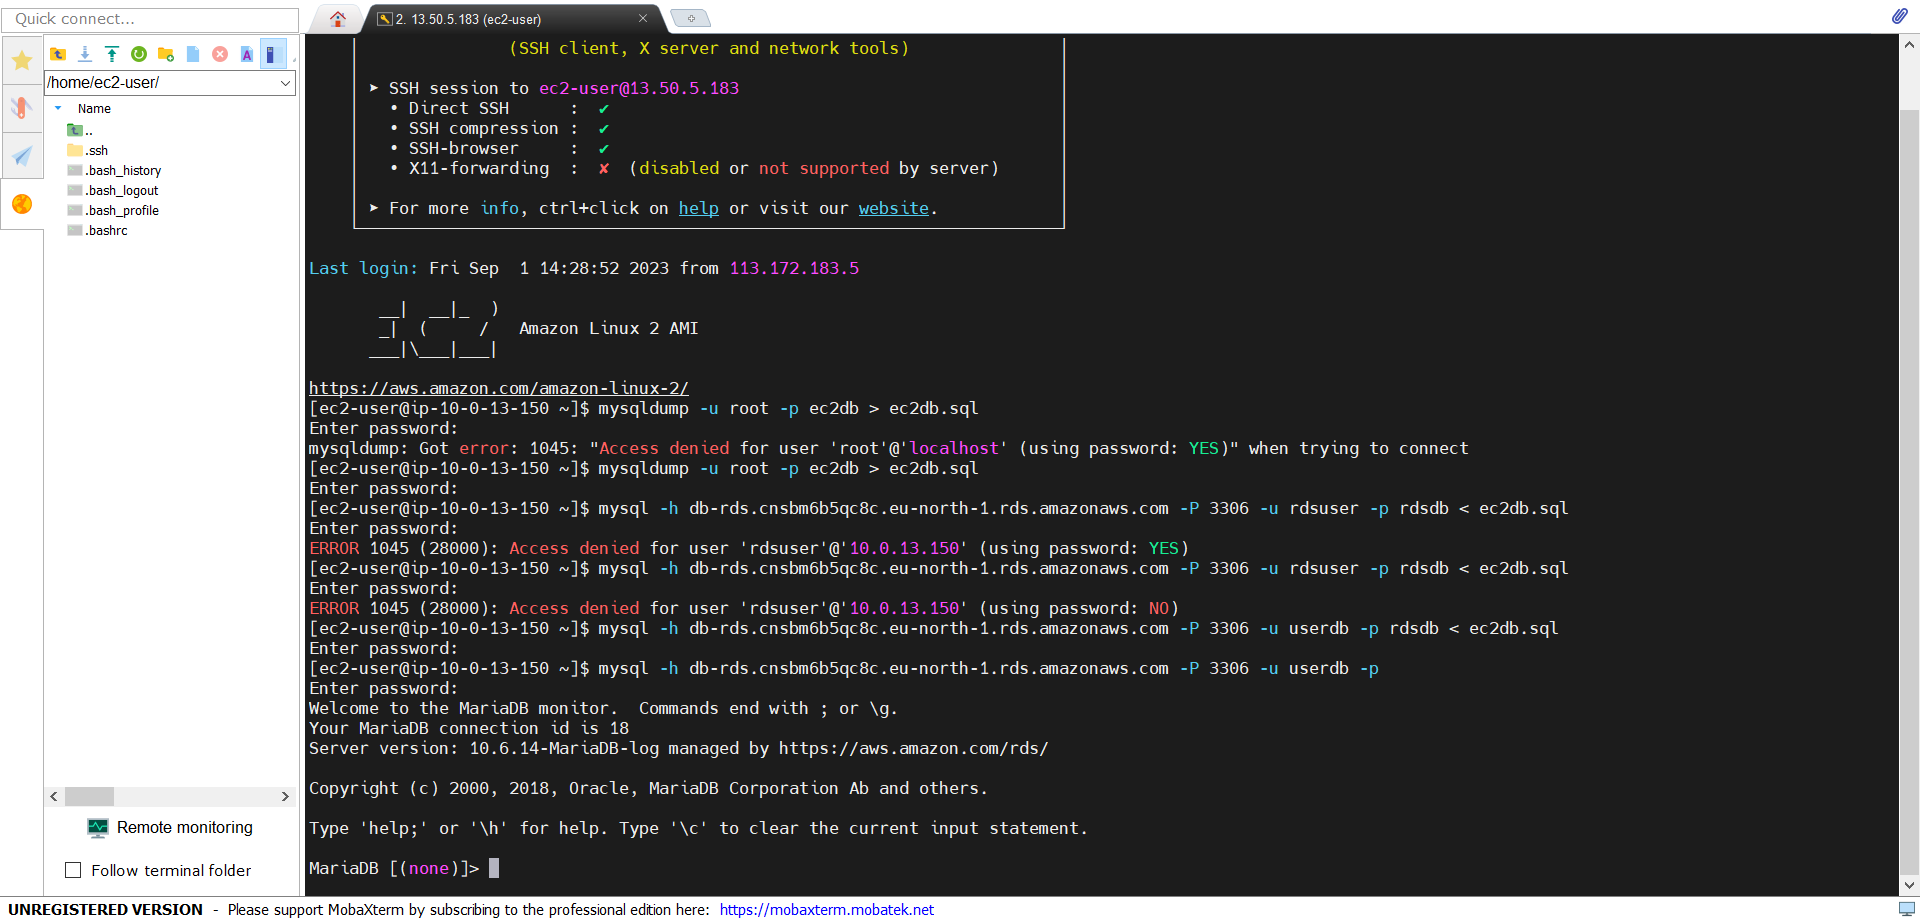 Quick connect...
2. 13.50.5.183 (ec2-user)
/home/ec2-user/
Name
..
.ssh
.bash_history
.bash_logout
.bash_profile
.bashrc
Remote monitoring
Follow terminal folder
(SSH client, X server and network tools)
➤ SSH session to ec2-user@13.50.5.183
• Direct SSH       :  ✔
• SSH compression :  ✔
• SSH-browser     :  ✔
• X11-forwarding  :  ✘  (disabled or not supported by server)
➤ For more info, ctrl+click on help or visit our website.
Last login: Fri Sep  1 14:28:52 2023 from 113.172.183.5
__|  __|_  )
_|  (     /   Amazon Linux 2 AMI
___|\___|___|
https://aws.amazon.com/amazon-linux-2/
[ec2-user@ip-10-0-13-150 ~]$ mysqldump -u root -p ec2db > ec2db.sql
Enter password:
mysqldump: Got error: 1045: "Access denied for user 'root'@'localhost' (using password: YES)" when trying to connect
[ec2-user@ip-10-0-13-150 ~]$ mysqldump -u root -p ec2db > ec2db.sql
Enter password:
[ec2-user@ip-10-0-13-150 ~]$ mysql -h db-rds.cnsbm6b5qc8c.eu-north-1.rds.amazonaws.com -P 3306 -u rdsuser -p rdsdb < ec2db.sql
Enter password:
ERROR 1045 (28000): Access denied for user 'rdsuser'@'10.0.13.150' (using password: YES)
[ec2-user@ip-10-0-13-150 ~]$ mysql -h db-rds.cnsbm6b5qc8c.eu-north-1.rds.amazonaws.com -P 3306 -u rdsuser -p rdsdb < ec2db.sql
Enter password:
ERROR 1045 (28000): Access denied for user 'rdsuser'@'10.0.13.150' (using password: NO)
[ec2-user@ip-10-0-13-150 ~]$ mysql -h db-rds.cnsbm6b5qc8c.eu-north-1.rds.amazonaws.com -P 3306 -u userdb -p rdsdb < ec2db.sql
Enter password:
[ec2-user@ip-10-0-13-150 ~]$ mysql -h db-rds.cnsbm6b5qc8c.eu-north-1.rds.amazonaws.com -P 3306 -u userdb -p
Enter password:
Welcome to the MariaDB monitor.  Commands end with ; or \g.
Your MariaDB connection id is 18
Server version: 10.6.14-MariaDB-log managed by https://aws.amazon.com/rds/
Copyright (c) 2000, 2018, Oracle, MariaDB Corporation Ab and others.
Type 'help;' or '\h' for help. Type '\c' to clear the current input statement.
MariaDB [(none)]>
UNREGISTERED VERSION  -  Please support MobaXterm by subscribing to the professional edition here:  https://mobaxterm.mobatek.net